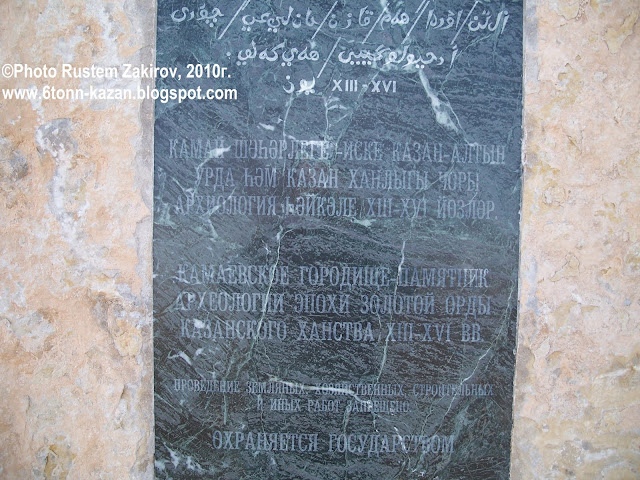 ©Photo Rustem Zakirov, 2010г.
www.6tonn-kazan.blogspot.com
XIII-XVI
КАМАЙ ШӘҺӘРЛЕГЕ-ИСКЕ КАЗАН-АЛТЫН
УРДА ҺӘМ КАЗАН ХАНЛЫГЫ ЧОРЫ
АРХИОЛОГИЯ ҺӘЙКӘЛЕ XIII-XVI ЙӨЗЛӘР.
КАМАЕВСКОЕ ГОРОДИЩЕ-ПАМЯТНИК
АРХЕОЛОГИИ ЭПОХИ ЗОЛОТОЙ ОРДЫ
КАЗАНСКОГО ХАНСТВА, XIII-XVI ВВ
ПРОВЕДЕНИЕ ЗЕМЛЯНЫХ, ХОЗЯЙСТВЕННЫХ, СТРОИТЕЛЬНЫХ
И ИНЫХ РАБОТ ЗАПРЕЩЕНО
ОХРАНЯЕТСЯ ГОСУДАРСТВОМ